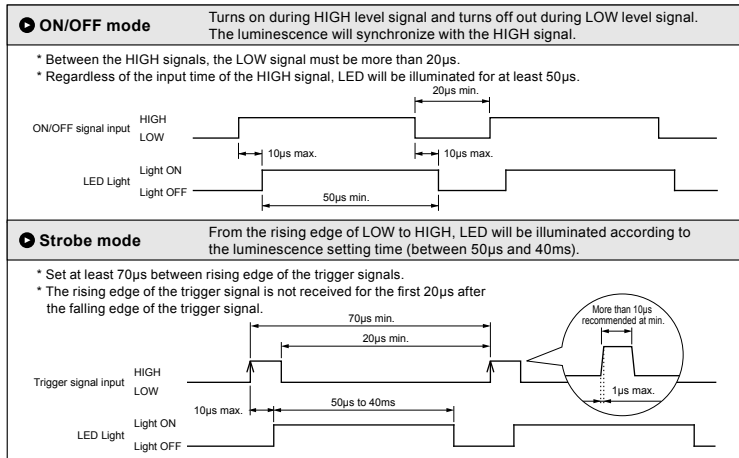 ON/OFF mode
Turns on during HIGH level signal and turns off out during LOW level signal.
The luminescence will synchronize with the HIGH signal.
* Between the HIGH signals, the LOW signal must be more than 20µs.
* Regardless of the input time of the HIGH signal, LED will be illuminated for at least 50µs.
20µs min.
ON/OFF signal input
HIGH
LOW
10µs max.
10µs max.
LED Light
Light ON
Light OFF
50µs min.
Strobe mode
From the rising edge of LOW to HIGH, LED will be illuminated according to
the luminescence setting time (between 50µs and 40ms).
* Set at least 70µs between rising edge of the trigger signals.
* The rising edge of the trigger signal is not received for the first 20µs after
the falling edge of the trigger signal.
70µs min.
20µs min.
More than 10µs
recommended at min.
1µs max.
Trigger signal input
HIGH
LOW
10µs max.
50µs to 40ms
LED Light
Light ON
Light OFF